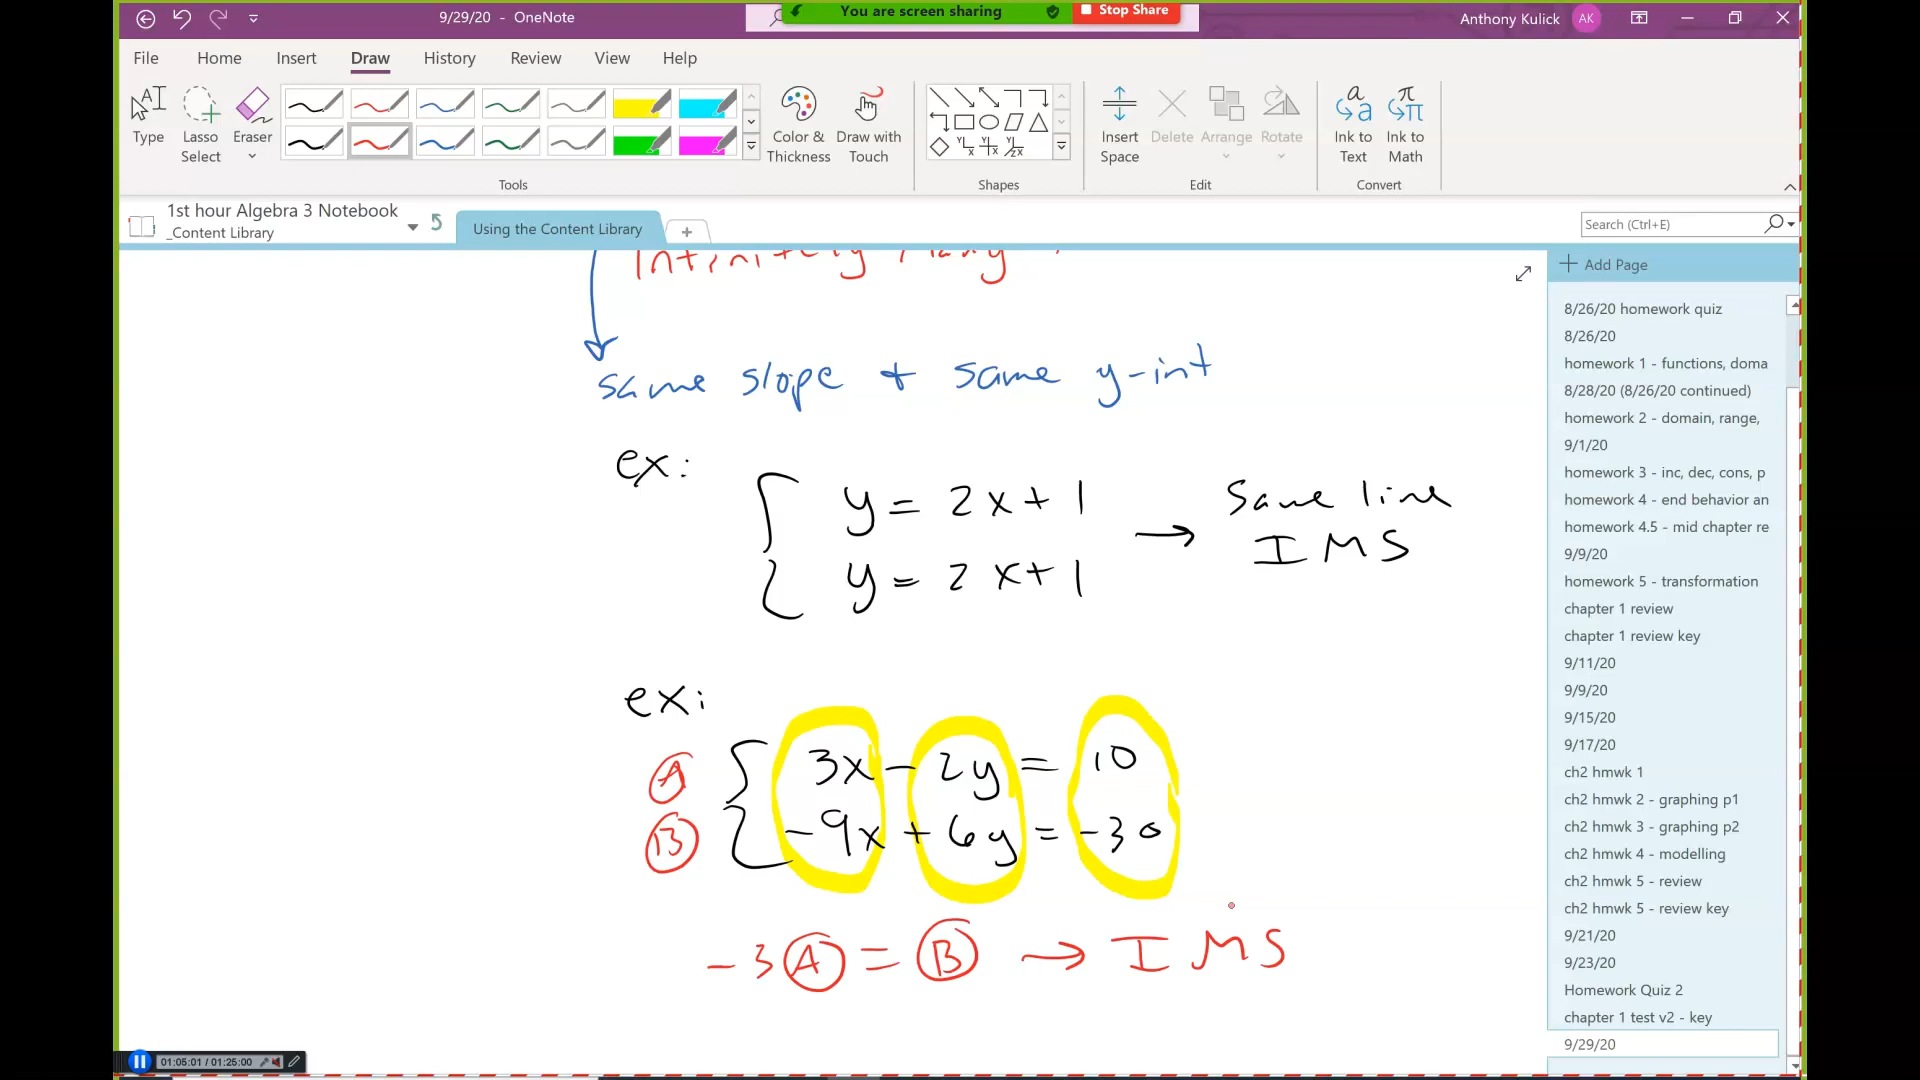 9/29/20 - OneNote
You are screen sharing
Stop Share
Anthony Kulick
AK
File Home Insert Draw History Review View Help
Type
Lasso Select
Eraser
Color & Thickness
Draw with Touch
Insert Space
Delete
Arrange
Rotate
Ink to Text
Ink to Math
Tools
Shapes
Edit
Convert
1st hour Algebra 3 Notebook
_Content Library
Using the Content Library
Search (Ctrl+E)
Infinitely Many
same slope + same y-int
ex:
y = 2x + 1
y = 2x + 1
→ Same line
IMS
ex:
A 3x - 2y = 10
B -9x + 6y = -30
-3 A = B → IMS
Add Page
8/26/20 homework quiz
8/26/20
homework 1 - functions, doma
8/28/20 (8/26/20 continued)
homework 2 - domain, range,
9/1/20
homework 3 - inc, dec, cons, p
homework 4 - end behavior an
homework 4.5 - mid chapter re
9/9/20
homework 5 - transformation
chapter 1 review
chapter 1 review key
9/11/20
9/9/20
9/15/20
9/17/20
ch2 hmwk 1
ch2 hmwk 2 - graphing p1
ch2 hmwk 3 - graphing p2
ch2 hmwk 4 - modelling
ch2 hmwk 5 - review
ch2 hmwk 5 - review key
9/21/20
9/23/20
Homework Quiz 2
chapter 1 test v2 - key
9/29/20
01:05:01 / 01:25:00